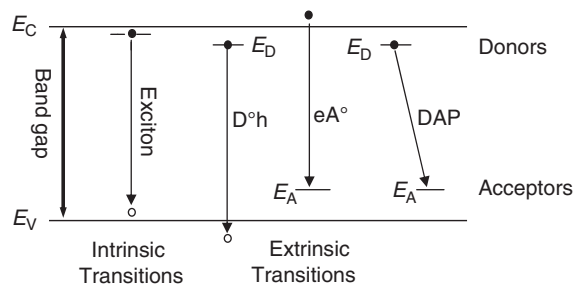 E_C
E_D
E_D
Donors
Band gap
Exciton
D°h
eA°
DAP
E_A
E_A
Acceptors
E_V
Intrinsic
Transitions
Extrinsic
Transitions